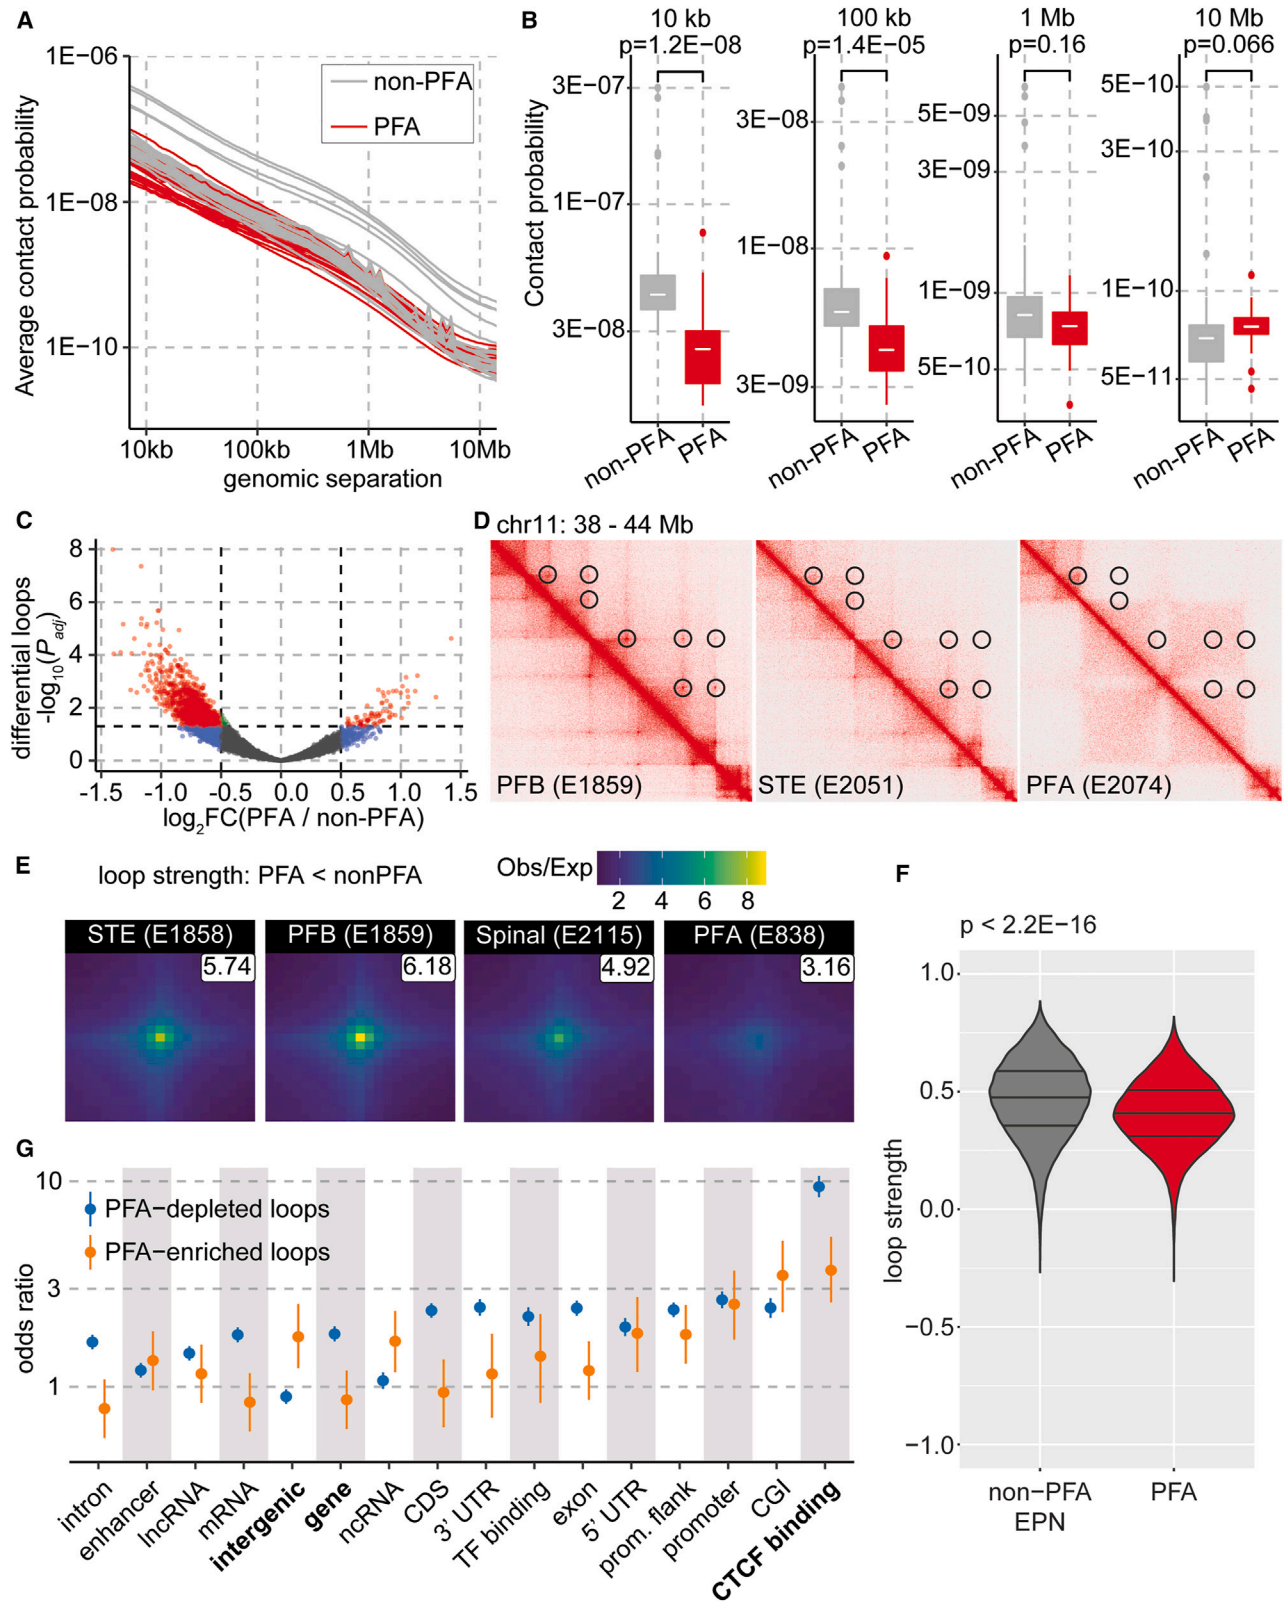 A
1E−06
1E−08
1E−10
Average contact probability
non-PFA
PFA
10kb
100kb
1Mb
10Mb
genomic separation
B
Contact probability
10 kb
p=1.2E−08
3E−07
1E−07
3E−08
non−PFA
PFA
100 kb
p=1.4E−05
3E−08
1E−08
3E−09
non−PFA
PFA
1 Mb
p=0.16
5E−09
3E−09
1E−09
5E−10
non−PFA
PFA
10 Mb
p=0.066
5E−10
3E−10
1E−10
5E−11
non−PFA
PFA
C
differential loops
-log10(Padj)
8
6
4
2
0
-1.5
-1.0
-0.5
0.0
0.5
1.0
1.5
log2FC(PFA / non-PFA)
D
chr11: 38 - 44 Mb
PFB (E1859)
STE (E2051)
PFA (E2074)
E
loop strength: PFA < nonPFA
Obs/Exp
2
4
6
8
STE (E1858)
5.74
PFB (E1859)
6.18
Spinal (E2115)
4.92
PFA (E838)
3.16
F
p < 2.2E−16
loop strength
1.0
0.5
0.0
−0.5
−1.0
non−PFA
EPN
PFA
G
odds ratio
10
3
1
PFA−depleted loops
PFA−enriched loops
intron
enhancer
lncRNA
mRNA
intergenic
gene
ncRNA
CDS
3' UTR
TF binding
exon
5' UTR
prom. flank
promoter
CGI
CTCF binding